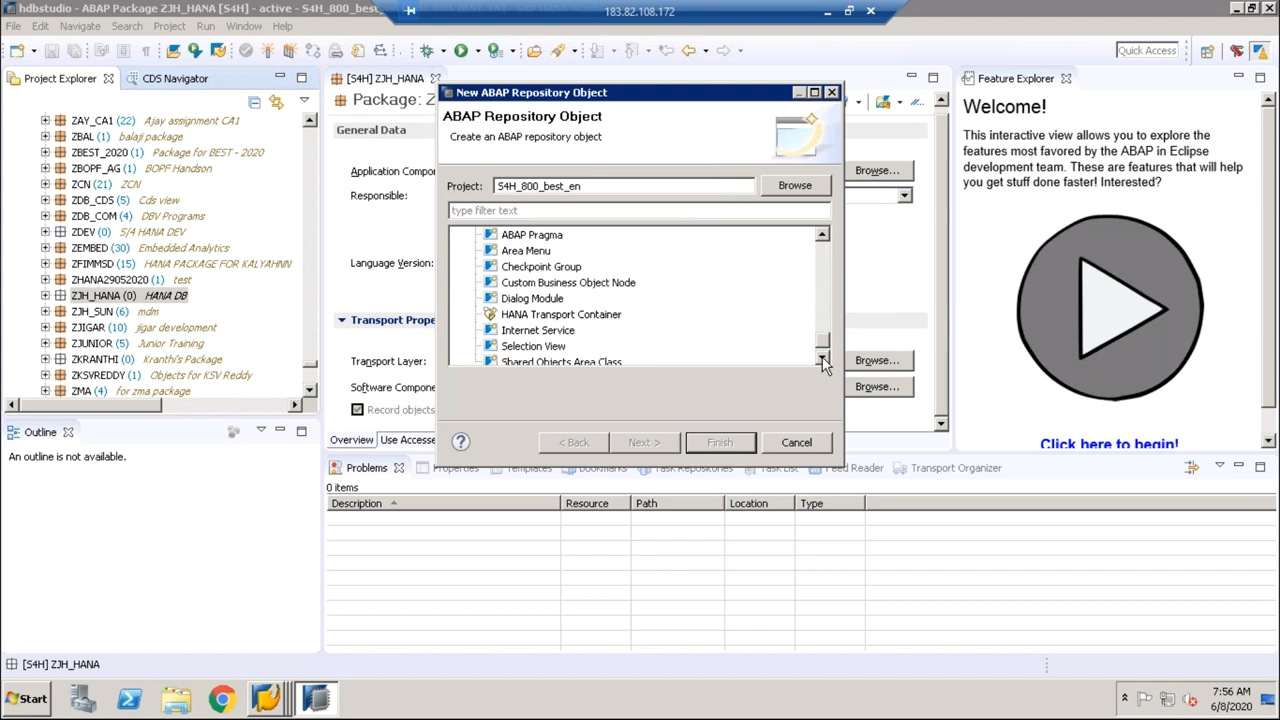 hdbstudio - ABAP Package ZJH_HANA [S4H] - active - S4H_800_best_
183.82.108.172
File Edit Navigate Search Project Run Window Help
Quick Access
Project Explorer
CDS Navigator
ZAY_CA1 (22) Ajay assignment CA1
ZBAL (1) balaji package
ZBEST_2020 (1) Package for BEST - 2020
ZBOPF_AG (1) BOPF Handson
ZCN (21) ZCN
ZDB_CDS (5) Cds view
ZDB_COM (4) DBV Programs
ZDEV (0) S/4 HANA DEV
ZEMBED (30) Embedded Analytics
ZFIMMSD (15) HANA PACKAGE FOR KALYAHNN
ZHANA29052020 (1) test
ZJH_HANA (0) HANA DB
ZJH_SUN (6) mdm
ZJIGAR (10) jigar development
ZJUNIOR (5) Junior Training
ZKRANTHI (0) Kranthi's Package
ZKSVREDDY (1) Objects for KSV Reddy
ZMA (4) for zma package
Outline
An outline is not available.
[S4H] ZJH_HANA
Package: Z
General Data
Application Compo
Responsible:
Language Version:
Transport Prope
Transport Layer:
Software Compone
Record objects
Browse...
Browse...
Browse...
Overview Use Accesse
New ABAP Repository Object
ABAP Repository Object
Create an ABAP repository object
Project: S4H_800_best_en Browse
type filter text
ABAP Pragma
Area Menu
Checkpoint Group
Custom Business Object Node
Dialog Module
HANA Transport Container
Internet Service
Selection View
Shared Objects Area Class
? < Back Next > Finish Cancel
Feature Explorer
Welcome!
This interactive view allows you to explore the
features most favored by the ABAP in Eclipse
development team. These are features that will help
you get stuff done faster! Interested?
Click here to begin!
Problems Properties Templates Bookmarks Task Repositories Task List Feed Reader Transport Organizer
0 items
Description Resource Path Location Type
[S4H] ZJH_HANA
Start
7:56 AM
6/8/2020